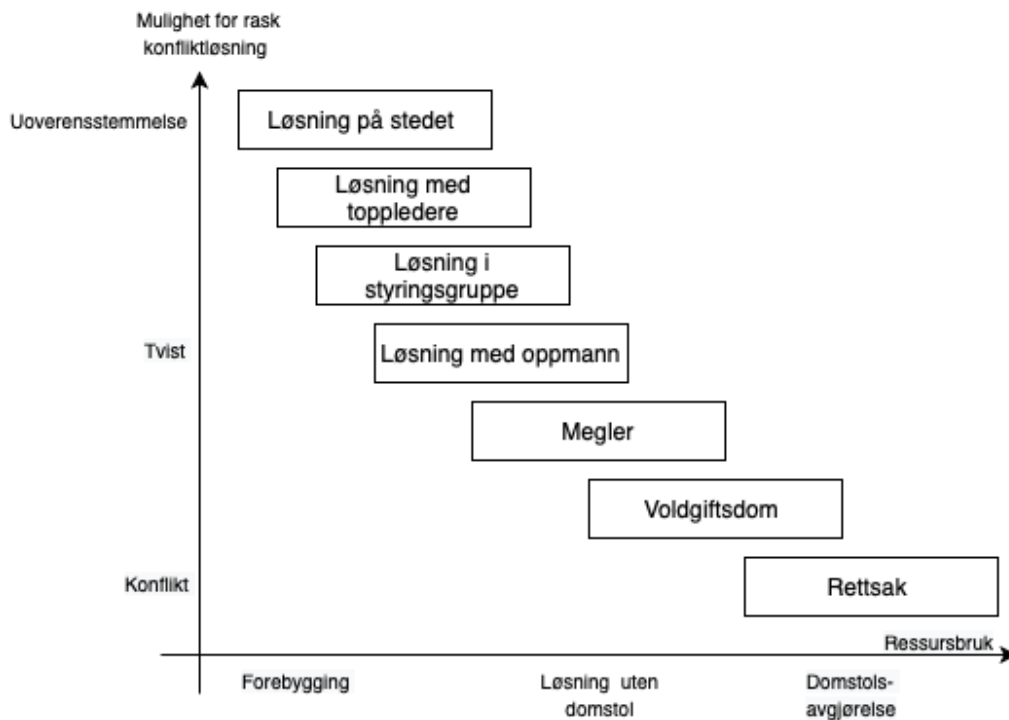 Mulighet for rask
konfliktløsning
Uoverensstemmelse
Løsning på stedet
Løsning med
toppledere
Løsning i
styringsgruppe
Tvist
Løsning med oppmann
Megler
Voldgiftsdom
Konflikt
Rettsak
Ressursbruk
Forebygging
Løsning uten
domstol
Domstols-
avgjørelse